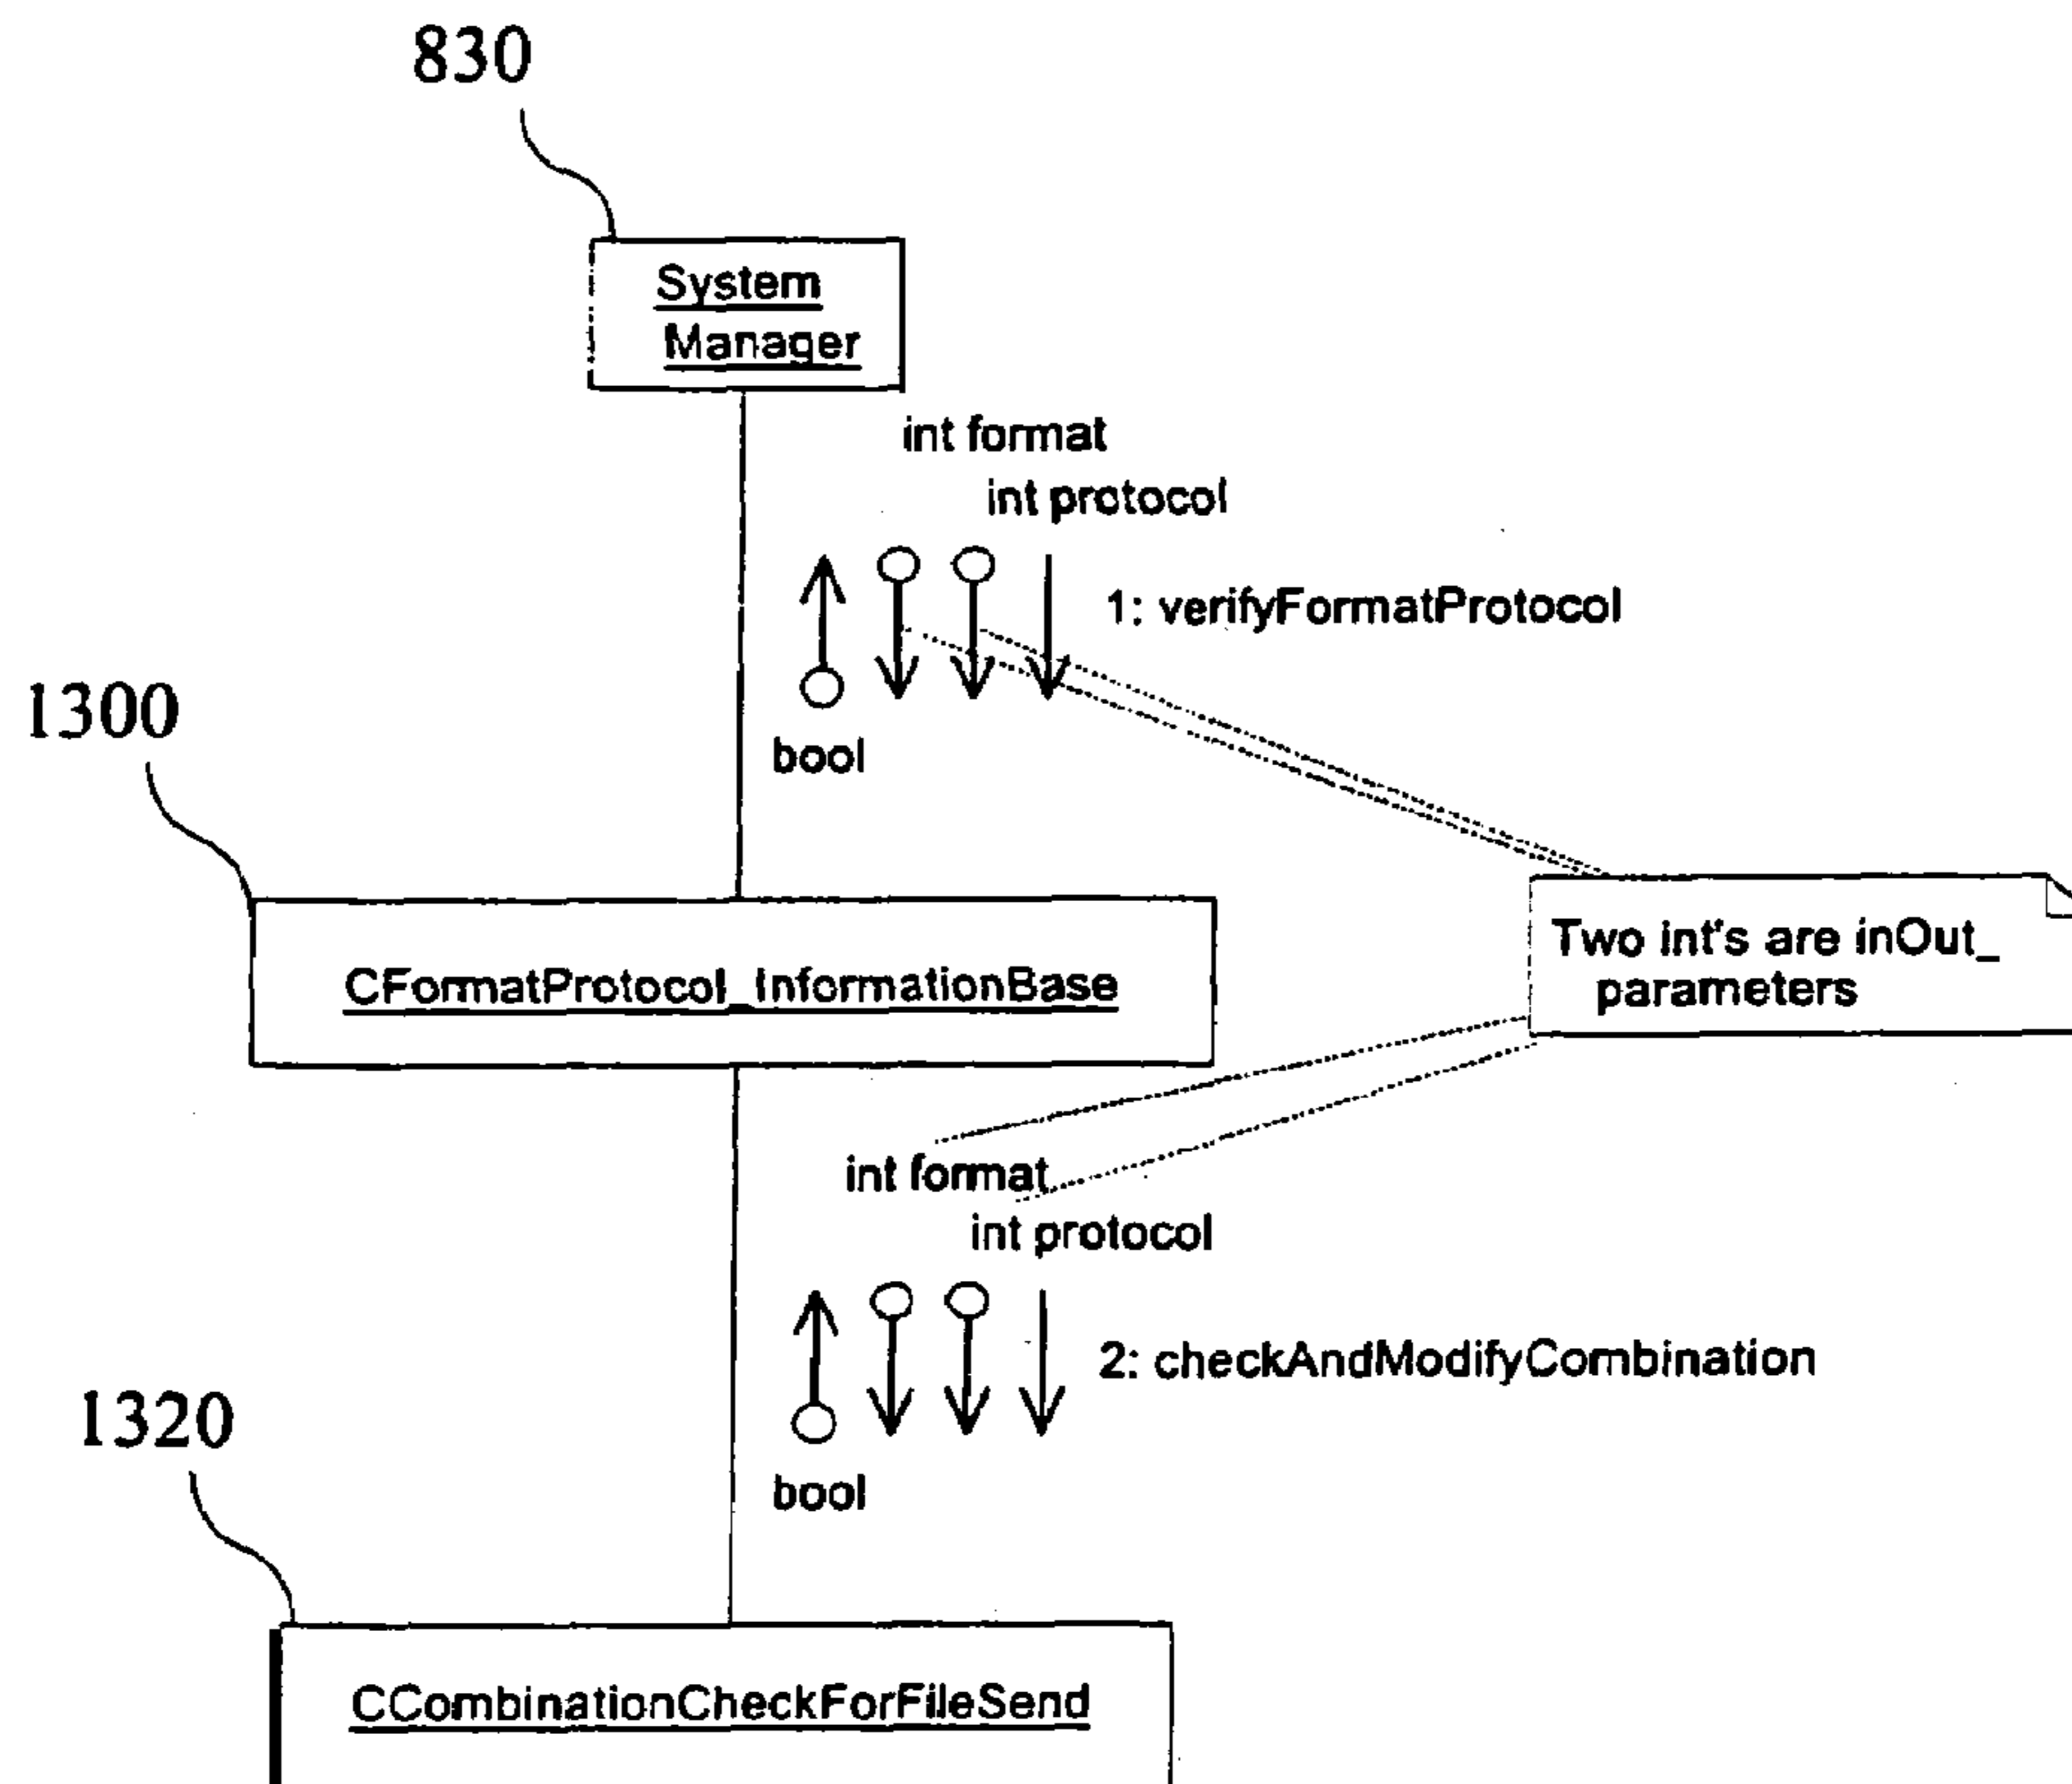 830
System
Manager
int format
int protocol
1: verifyFormatProtocol
bool
1300
CFormatProtocol_InformationBase
Two int's are inOut_
parameters
int format
int protocol
2: checkAndModifyCombination
bool
1320
CCombinationCheckForFileSend